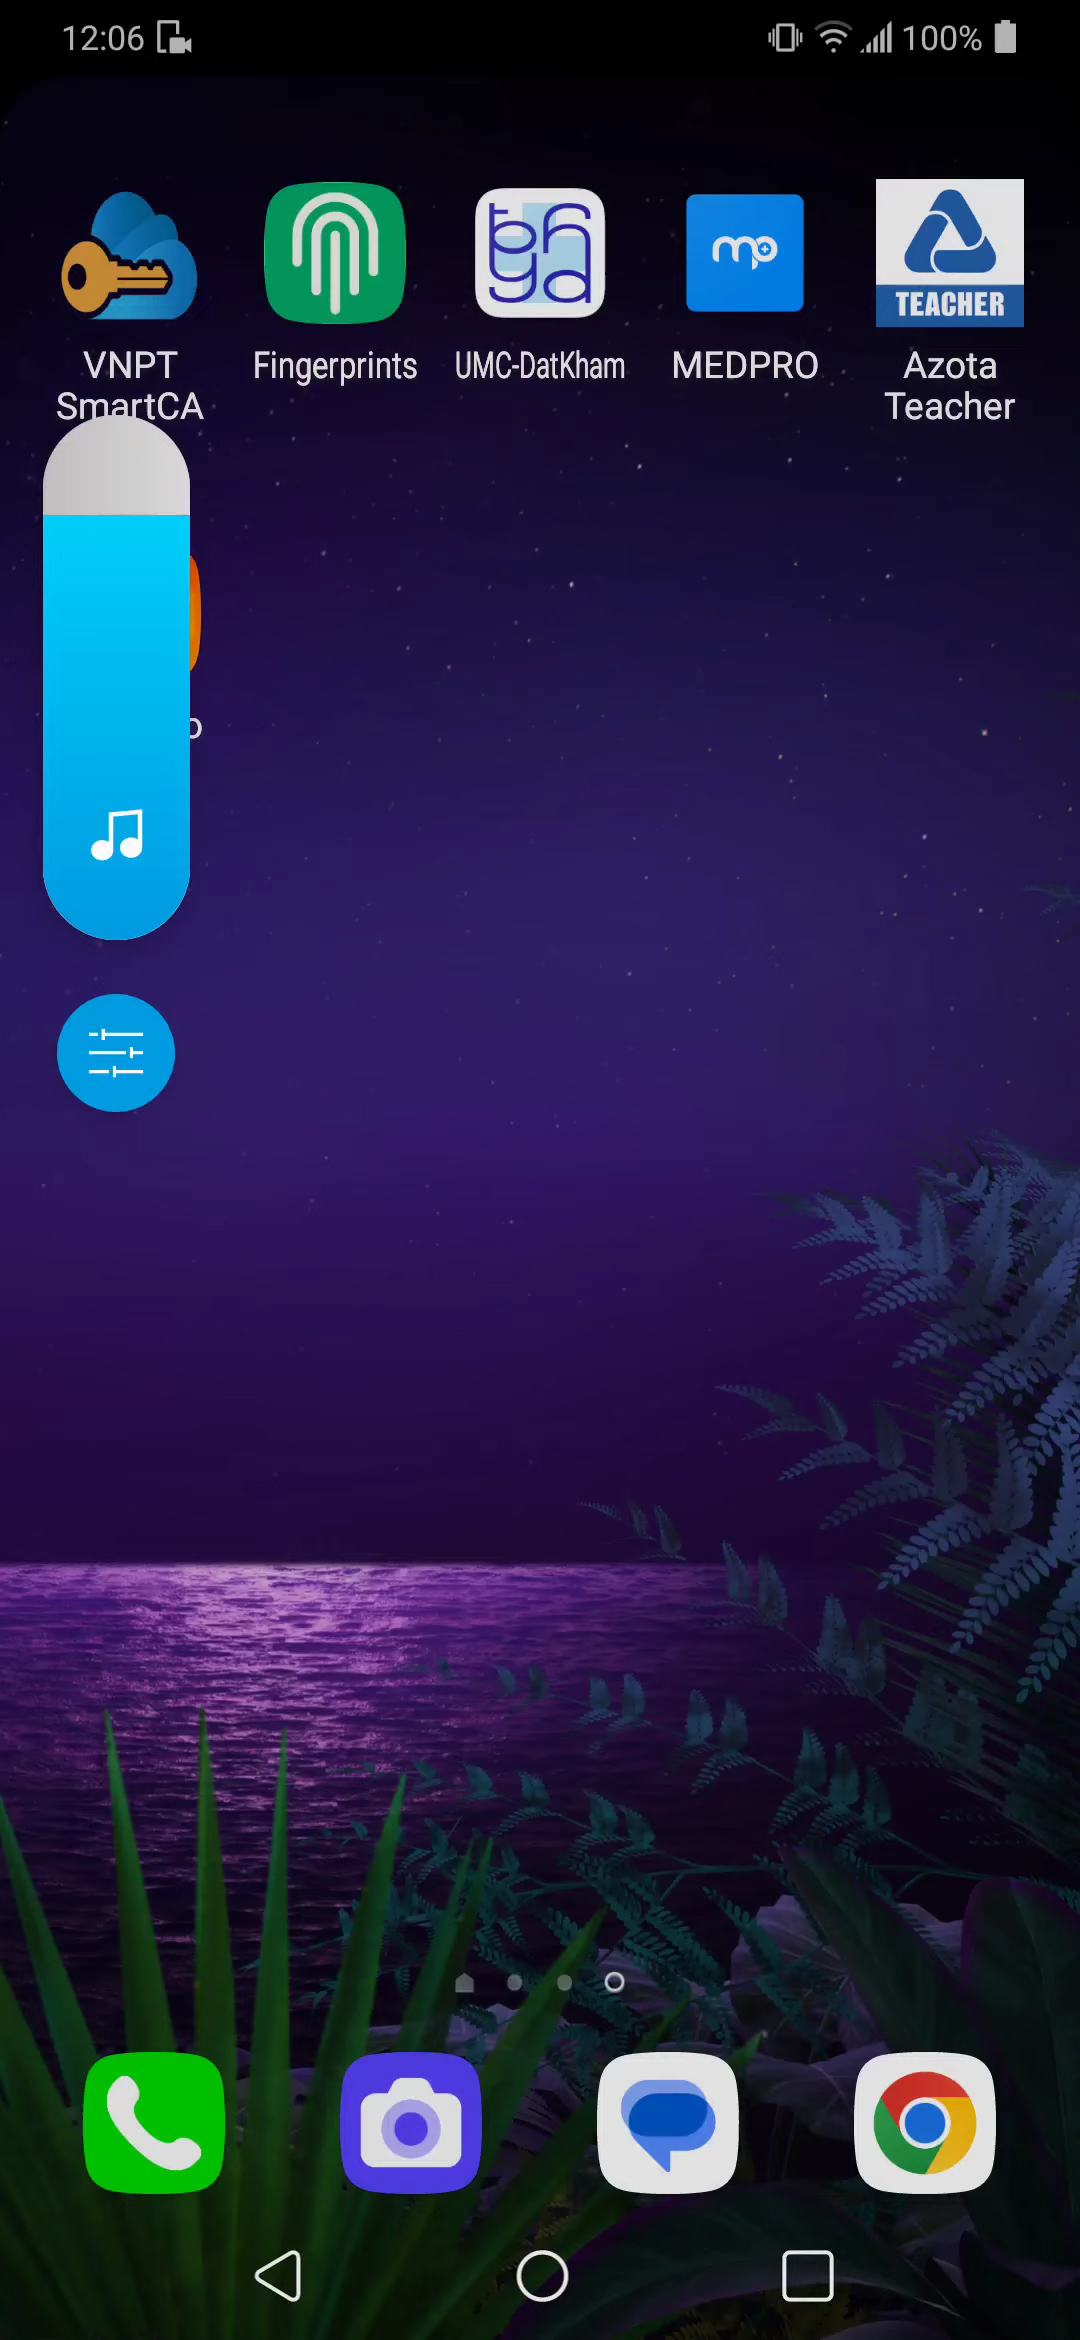 12:06
100%
TEACHER
VNPT
SmartCA
Fingerprints
UMC-DatKham
MEDPRO
Azota
Teacher